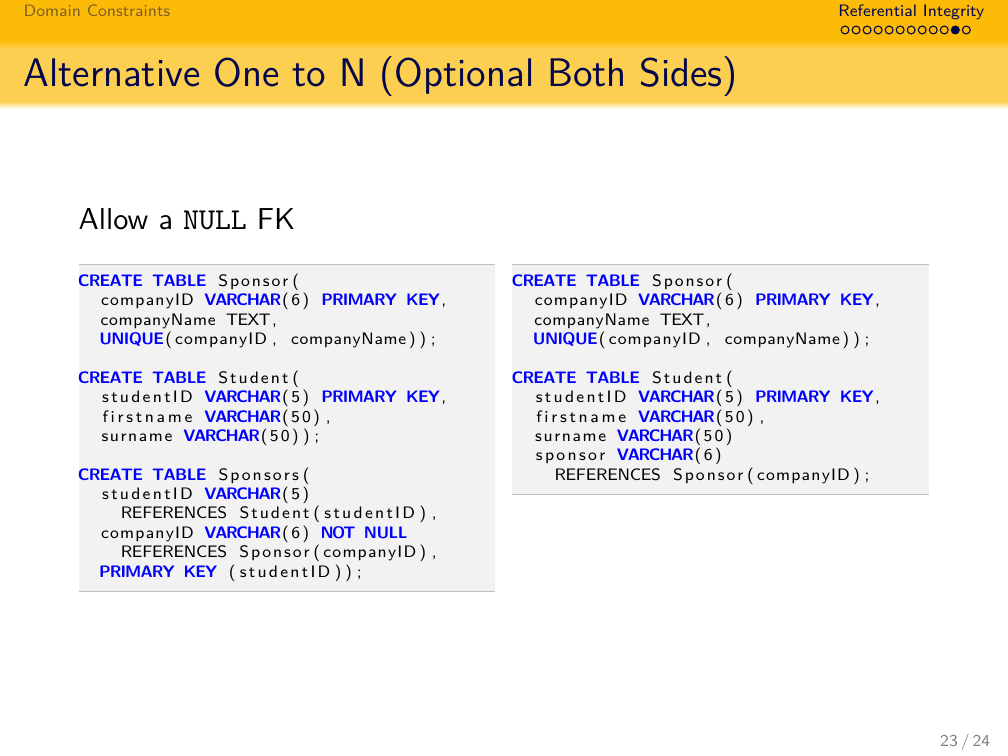 Domain Constraints
Referential Integrity
Alternative One to N (Optional Both Sides)
Allow a NULL FK
CREATE TABLE Sponsor(
companyID VARCHAR(6) PRIMARY KEY,
companyName TEXT,
UNIQUE(companyID, companyName));
CREATE TABLE Student(
studentID VARCHAR(5) PRIMARY KEY,
firstname VARCHAR(50),
surname VARCHAR(50));
CREATE TABLE Sponsors(
studentID VARCHAR(5)
REFERENCES Student(studentID),
companyID VARCHAR(6) NOT NULL
REFERENCES Sponsor(companyID),
PRIMARY KEY (studentID));
CREATE TABLE Sponsor(
companyID VARCHAR(6) PRIMARY KEY,
companyName TEXT,
UNIQUE(companyID, companyName));
CREATE TABLE Student(
studentID VARCHAR(5) PRIMARY KEY,
firstname VARCHAR(50),
surname VARCHAR(50)
sponsor VARCHAR(6)
REFERENCES Sponsor(companyID);
23 / 24